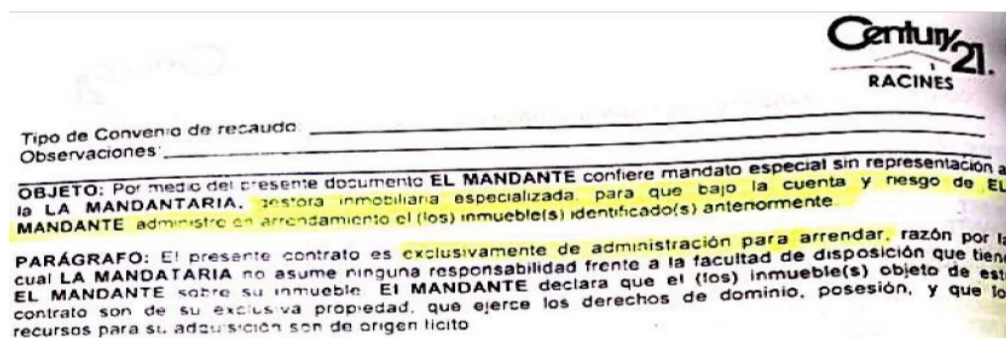 Century
21.
RACINES
Tipo de Convenio de recaudo:
Observaciones:
OBJETO: Por medio del presente documento EL MANDANTE confiere mandato especial sin representación a
la LA MANDANTARIA, gestora inmobiliaria especializada, para que bajo la cuenta y riesgo de EL
MANDANTE administre en arrendamiento el (los) inmueble(s) identificado(s) anteriormente.
PARÁGRAFO: El presente contrato es exclusivamente de administración para arrendar, razón por la
cual LA MANDATARIA no asume ninguna responsabilidad frente a la facultad de disposición que tiene
EL MANDANTE sobre su inmueble. El MANDANTE declara que el (los) inmueble(s) objeto de est
contrato son de su exclusiva propiedad, que ejerce los derechos de dominio, posesión, y que lo
recursos para su adquisición son de origen licito